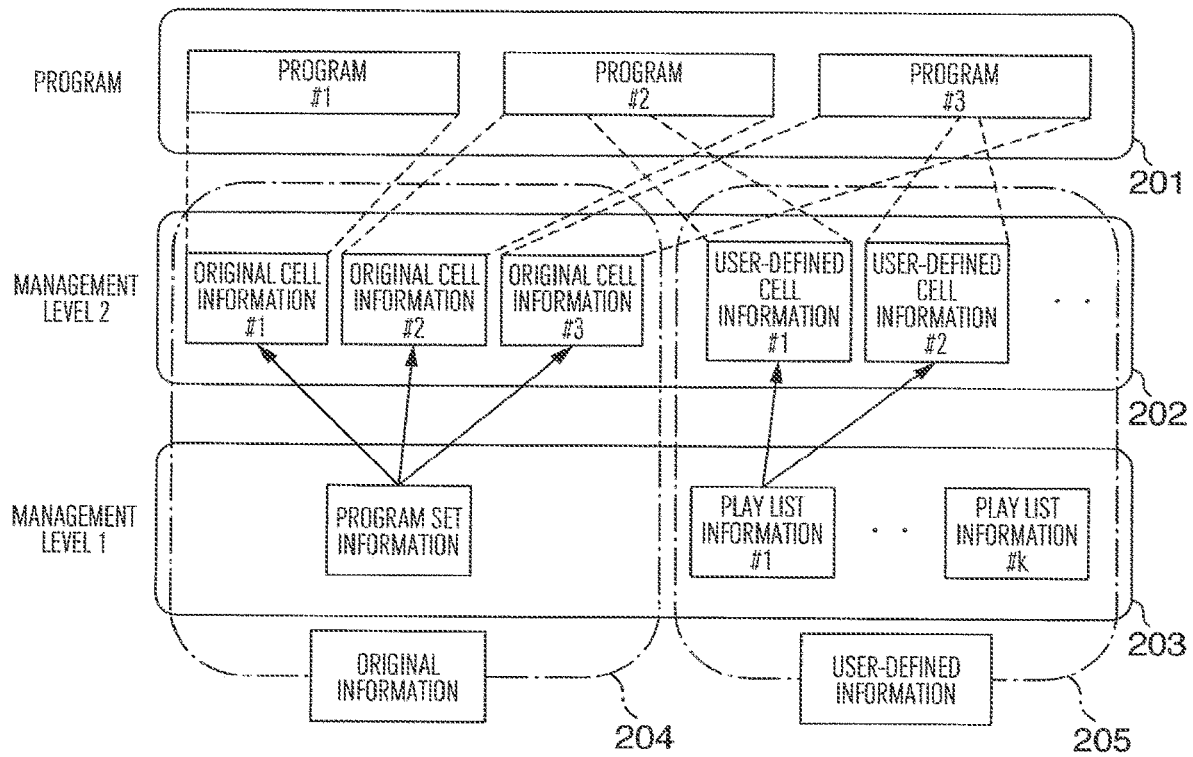 PROGRAM
PROGRAM
#1
PROGRAM
#2
PROGRAM
#3
201
MANAGEMENT
LEVEL 2
ORIGINAL CELL
INFORMATION
#1
ORIGINAL CELL
INFORMATION
#2
ORIGINAL CELL
INFORMATION
#3
USER-DEFINED
CELL
INFORMATION
#1
USER-DEFINED
CELL
INFORMATION
#2
. .
202
MANAGEMENT
LEVEL 1
PROGRAM SET
INFORMATION
PLAY LIST
INFORMATION
#1
. .
PLAY LIST
INFORMATION
#k
203
ORIGINAL
INFORMATION
204
USER-DEFINED
INFORMATION
205